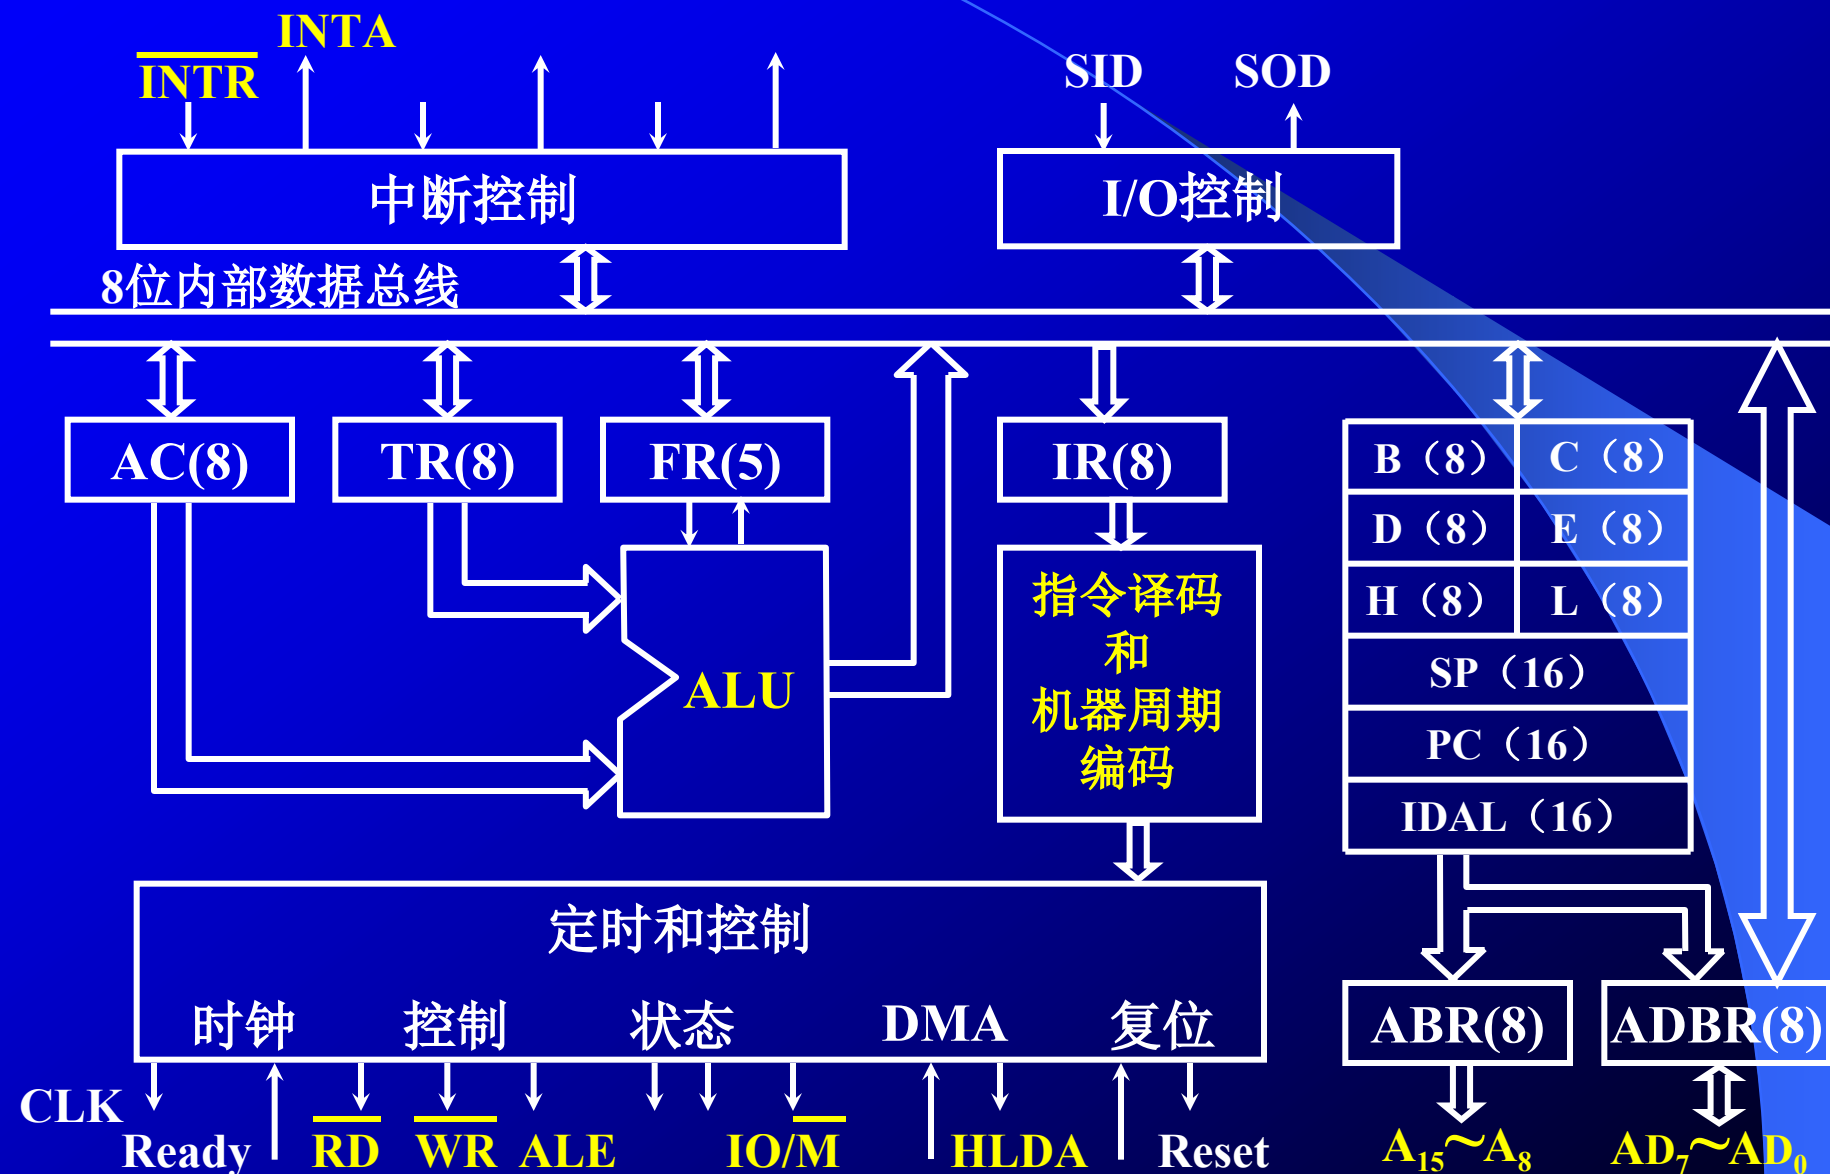 INTA
INTR
SID SOD
中断控制
I/O控制
8位内部数据总线
AC(8) TR(8) FR(5) IR(8)
B（8） C（8）
D（8） E（8）
H（8） L（8）
SP（16）
PC（16）
IDAL（16）
指令译码
和
机器周期
编码
ALU
定时和控制
时钟 控制 状态 DMA 复位
ABR(8) ADBR(8)
CLK
Ready RD WR ALE IO/M HLDA Reset
A15~A8 AD7~AD0